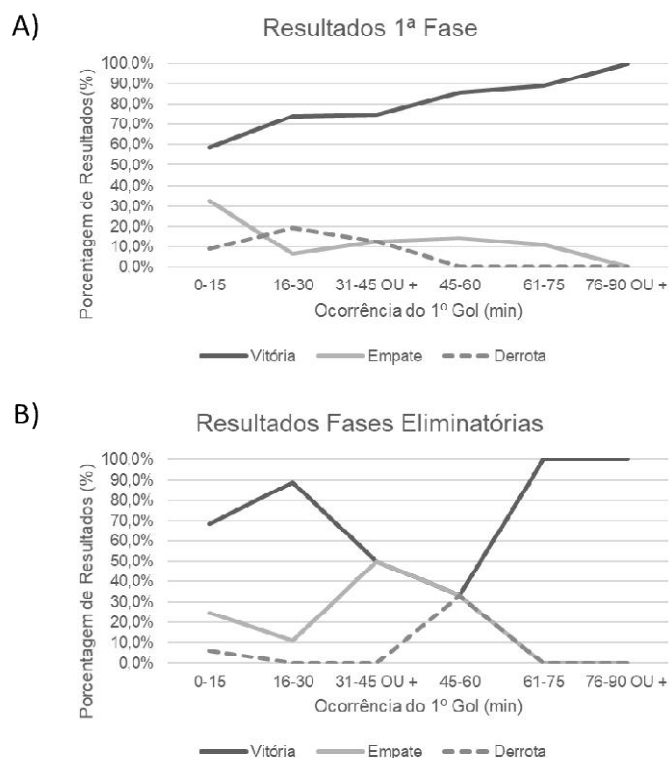 A)
Resultados 1ª Fase
Porcentagem de Resultados(%)
100,0%
90,0%
80,0%
70,0%
60,0%
50,0%
40,0%
30,0%
20,0%
10,0%
0,0%
0-15 16-30 31-45 OU + 45-60 61-75 76-90 OU +
Ocorrência do 1º Gol (min)
Vitória Empate Derrota
B)
Resultados Fases Eliminatórias
Porcentagem de Resultados (%)
100,0%
90,0%
80,0%
70,0%
60,0%
50,0%
40,0%
30,0%
20,0%
10,0%
0,0%
0-15 16-30 31-45 OU + 45-60 61-75 76-90 OU +
Ocorrência do 1º Gol (min)
Vitória Empate Derrota